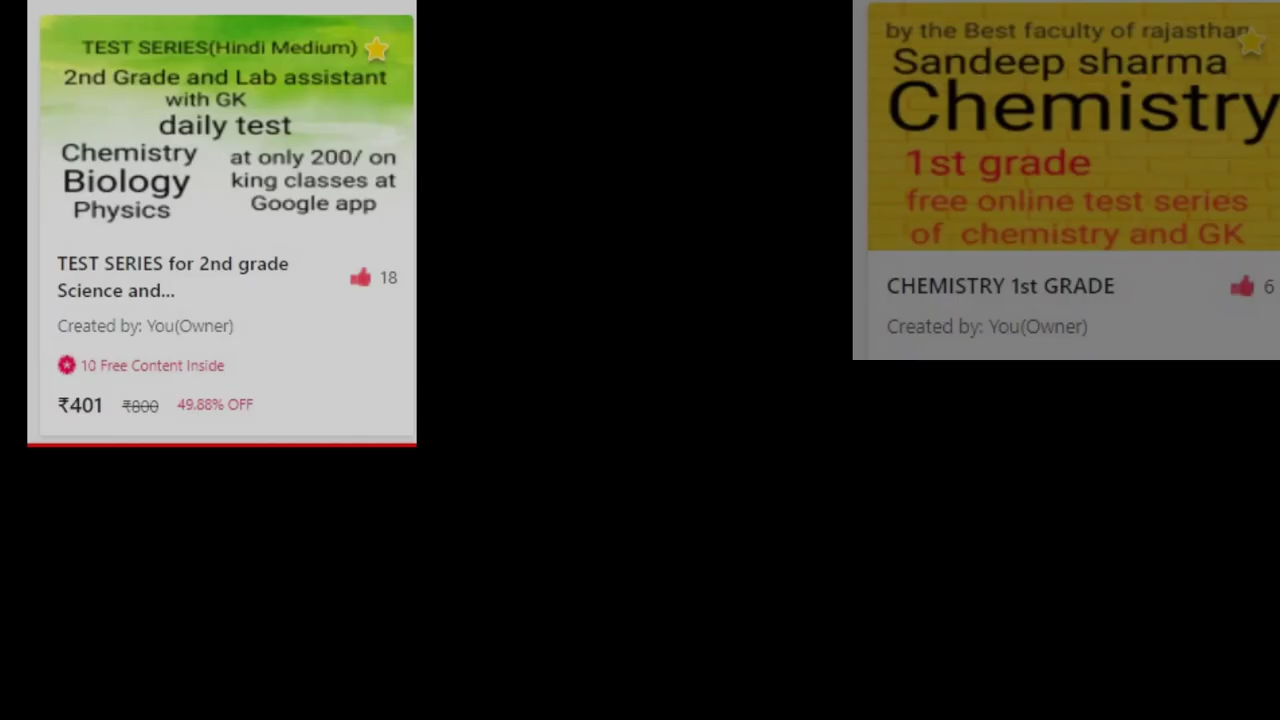 TEST SERIES(Hindi Medium)
2nd Grade and Lab assistant
with GK
daily test
Chemistry
Biology
Physics
at only 200/ on
king classes at
Google app
TEST SERIES for 2nd grade
Science and...
18
Created by: You(Owner)
10 Free Content Inside
₹401 ₹800 49.88% OFF
by the Best faculty of rajasthan
Sandeep sharma
Chemistry
1st grade
free online test series
of chemistry and GK
CHEMISTRY 1st GRADE
6
Created by: You(Owner)